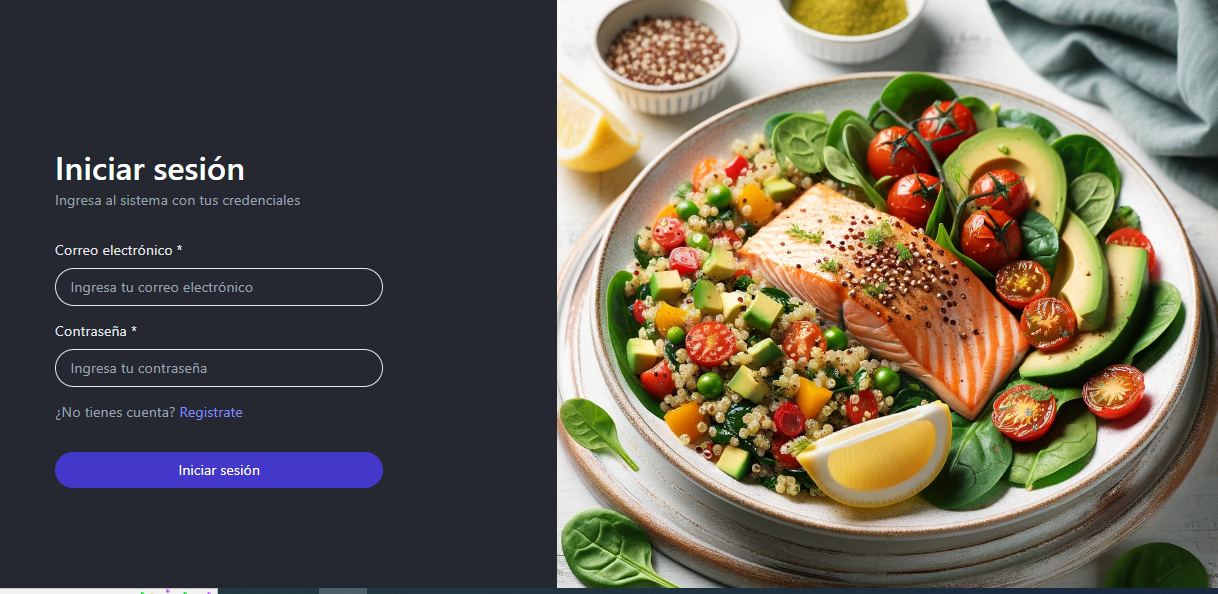 Iniciar sesión
Ingresa al sistema con tus credenciales
Correo electrónico *
Ingresa tu correo electrónico
Contraseña *
Ingresa tu contraseña
¿No tienes cuenta? Registrate
Iniciar sesión